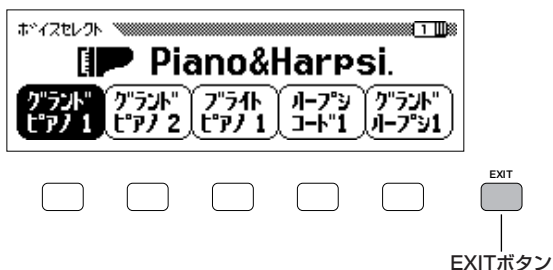 ボイスセレクト 1
Piano&Harpsi.
グランド ピアノ 1
グランド ピアノ 2
ブライト ピアノ 1
ハープシ コード 1
グランド ハープシ1
EXIT
EXITボタン